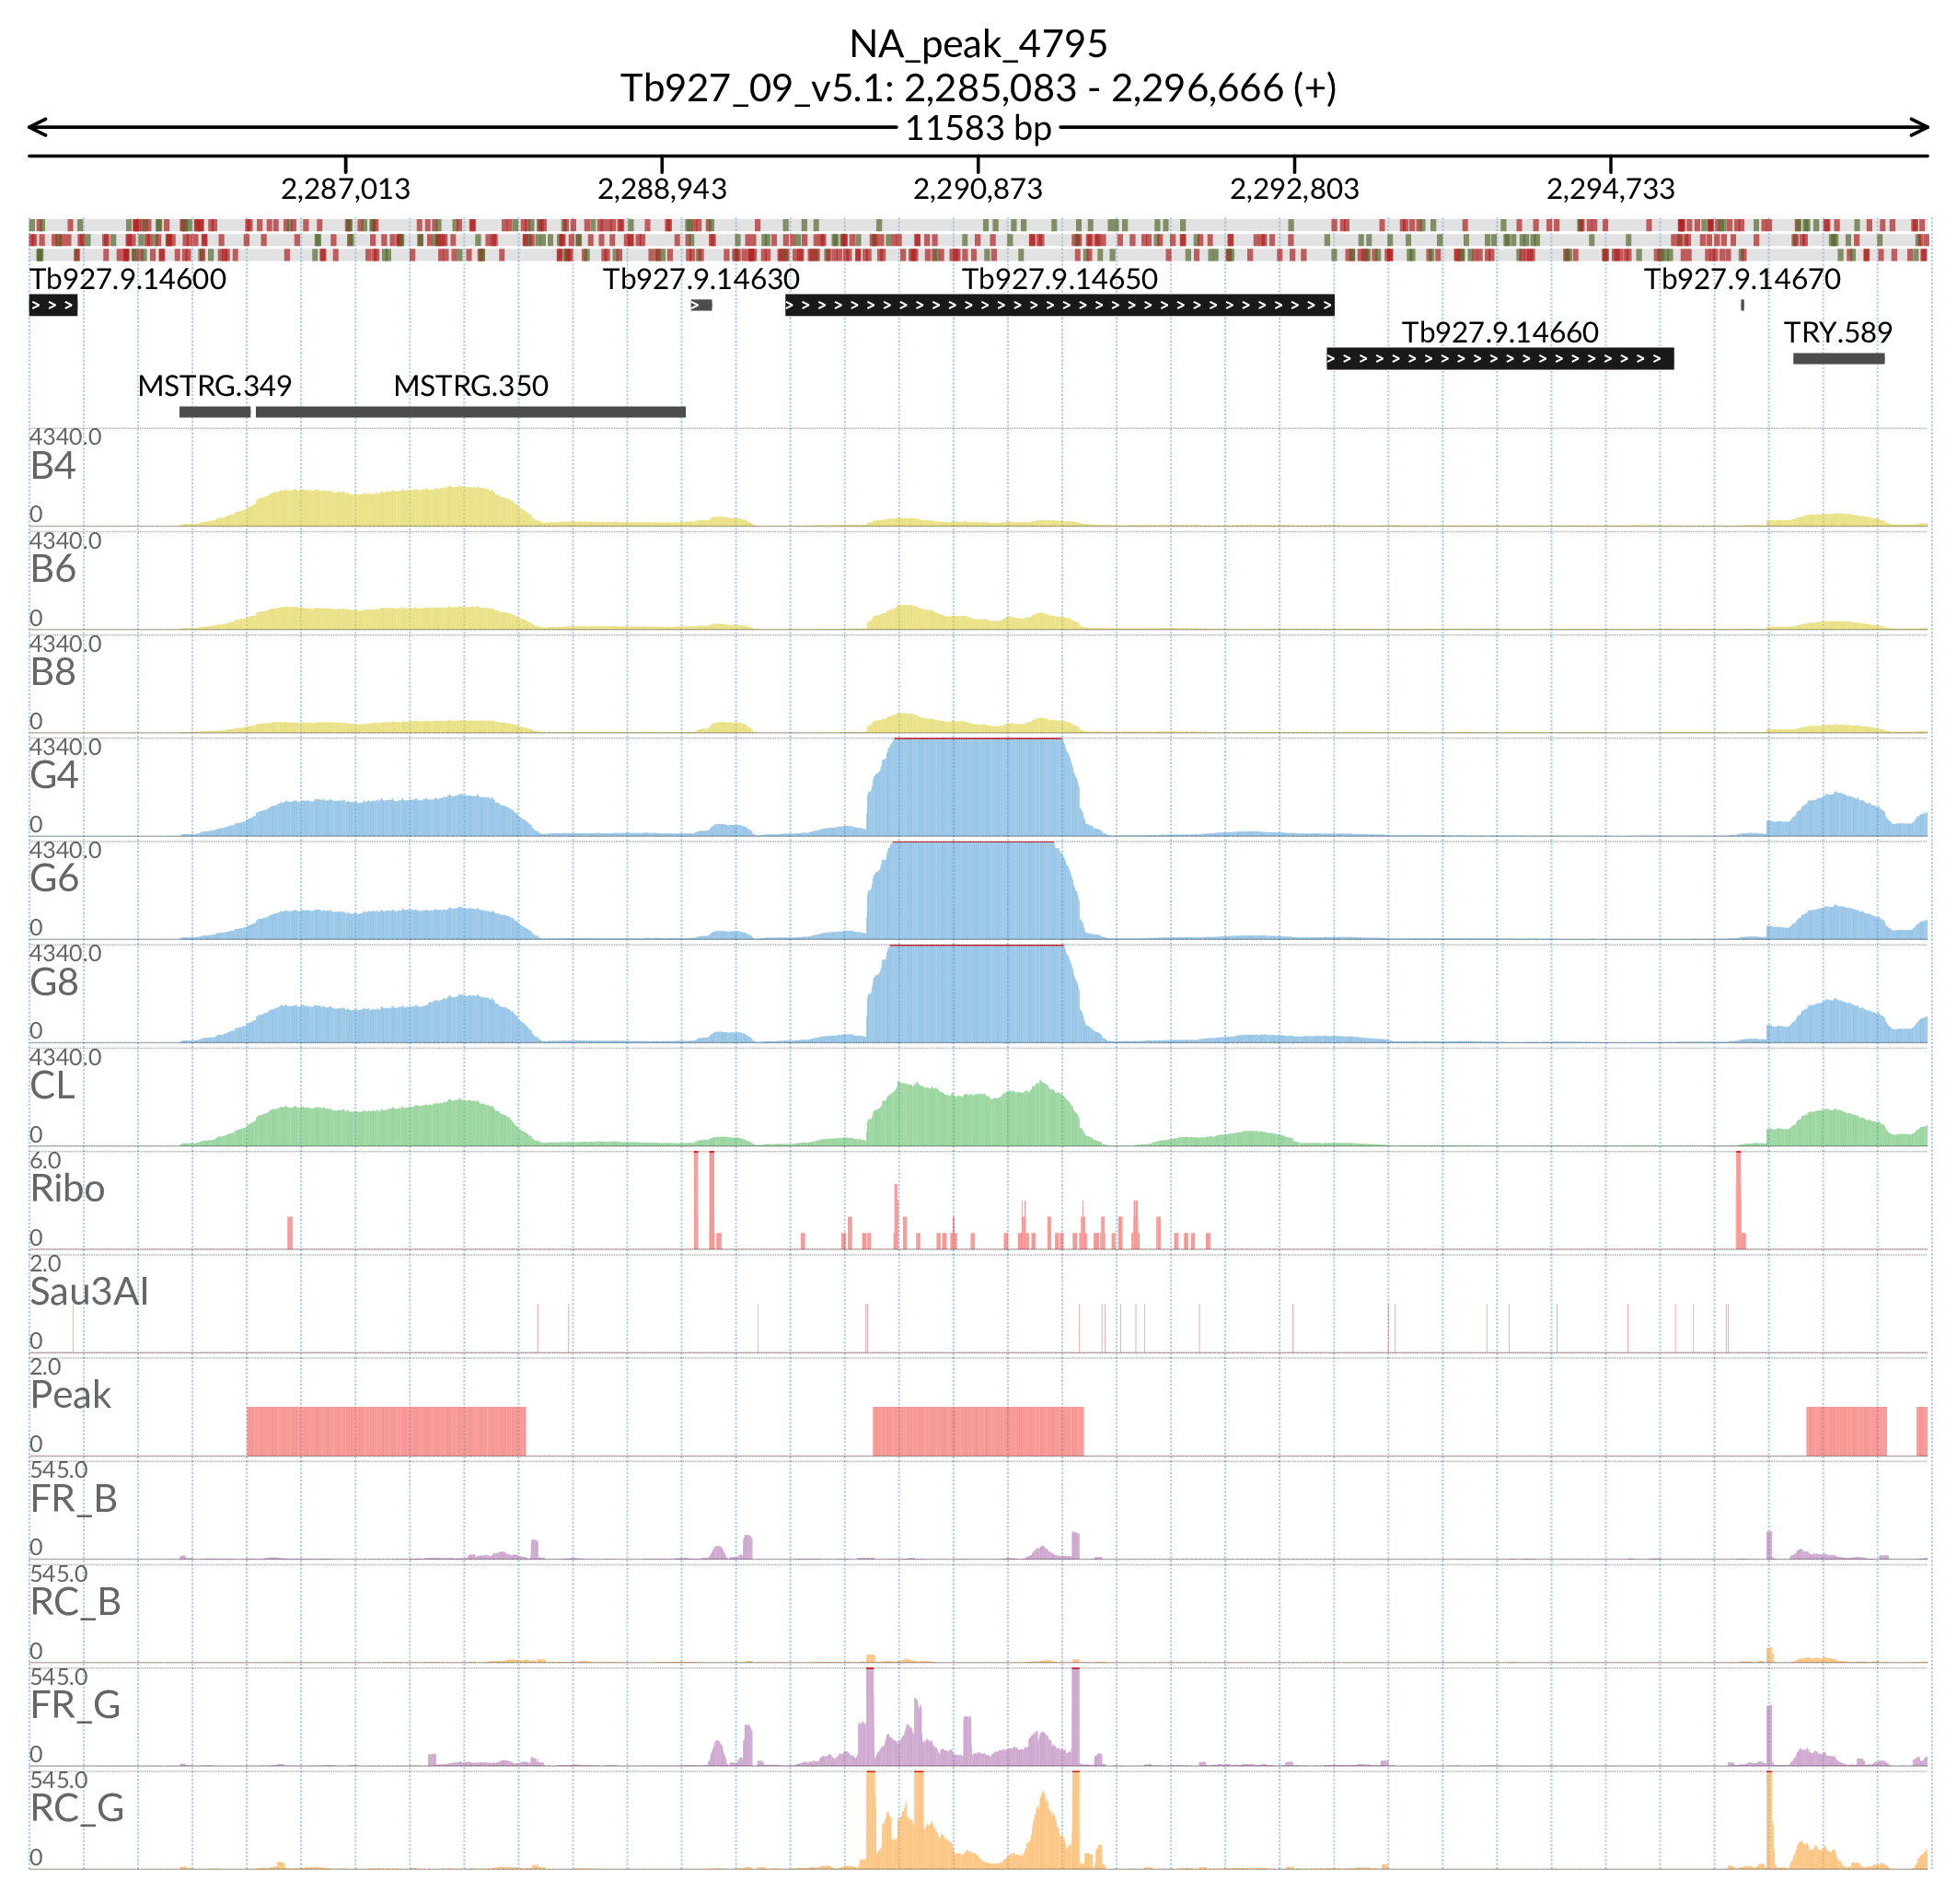 NA_peak_4795
Tb927_09_v5.1: 2,285,083 - 2,296,666 (+)
11583 bp
2,287,013 2,288,943 2,290,873 2,292,803 2,294,733
Tb927.9.14600 Tb927.9.14630 Tb927.9.14650 Tb927.9.14670
Tb927.9.14660 TRY.589
MSTRG.349 MSTRG.350
4340.0
B4
0
4340.0
B6
0
4340.0
B8
0
4340.0
G4
0
4340.0
G6
0
4340.0
G8
0
4340.0
CL
0
6.0
Ribo
0
2.0
Sau3AI
0
2.0
Peak
0
545.0
FR_B
0
545.0
RC_B
0
545.0
FR_G
0
545.0
RC_G
0